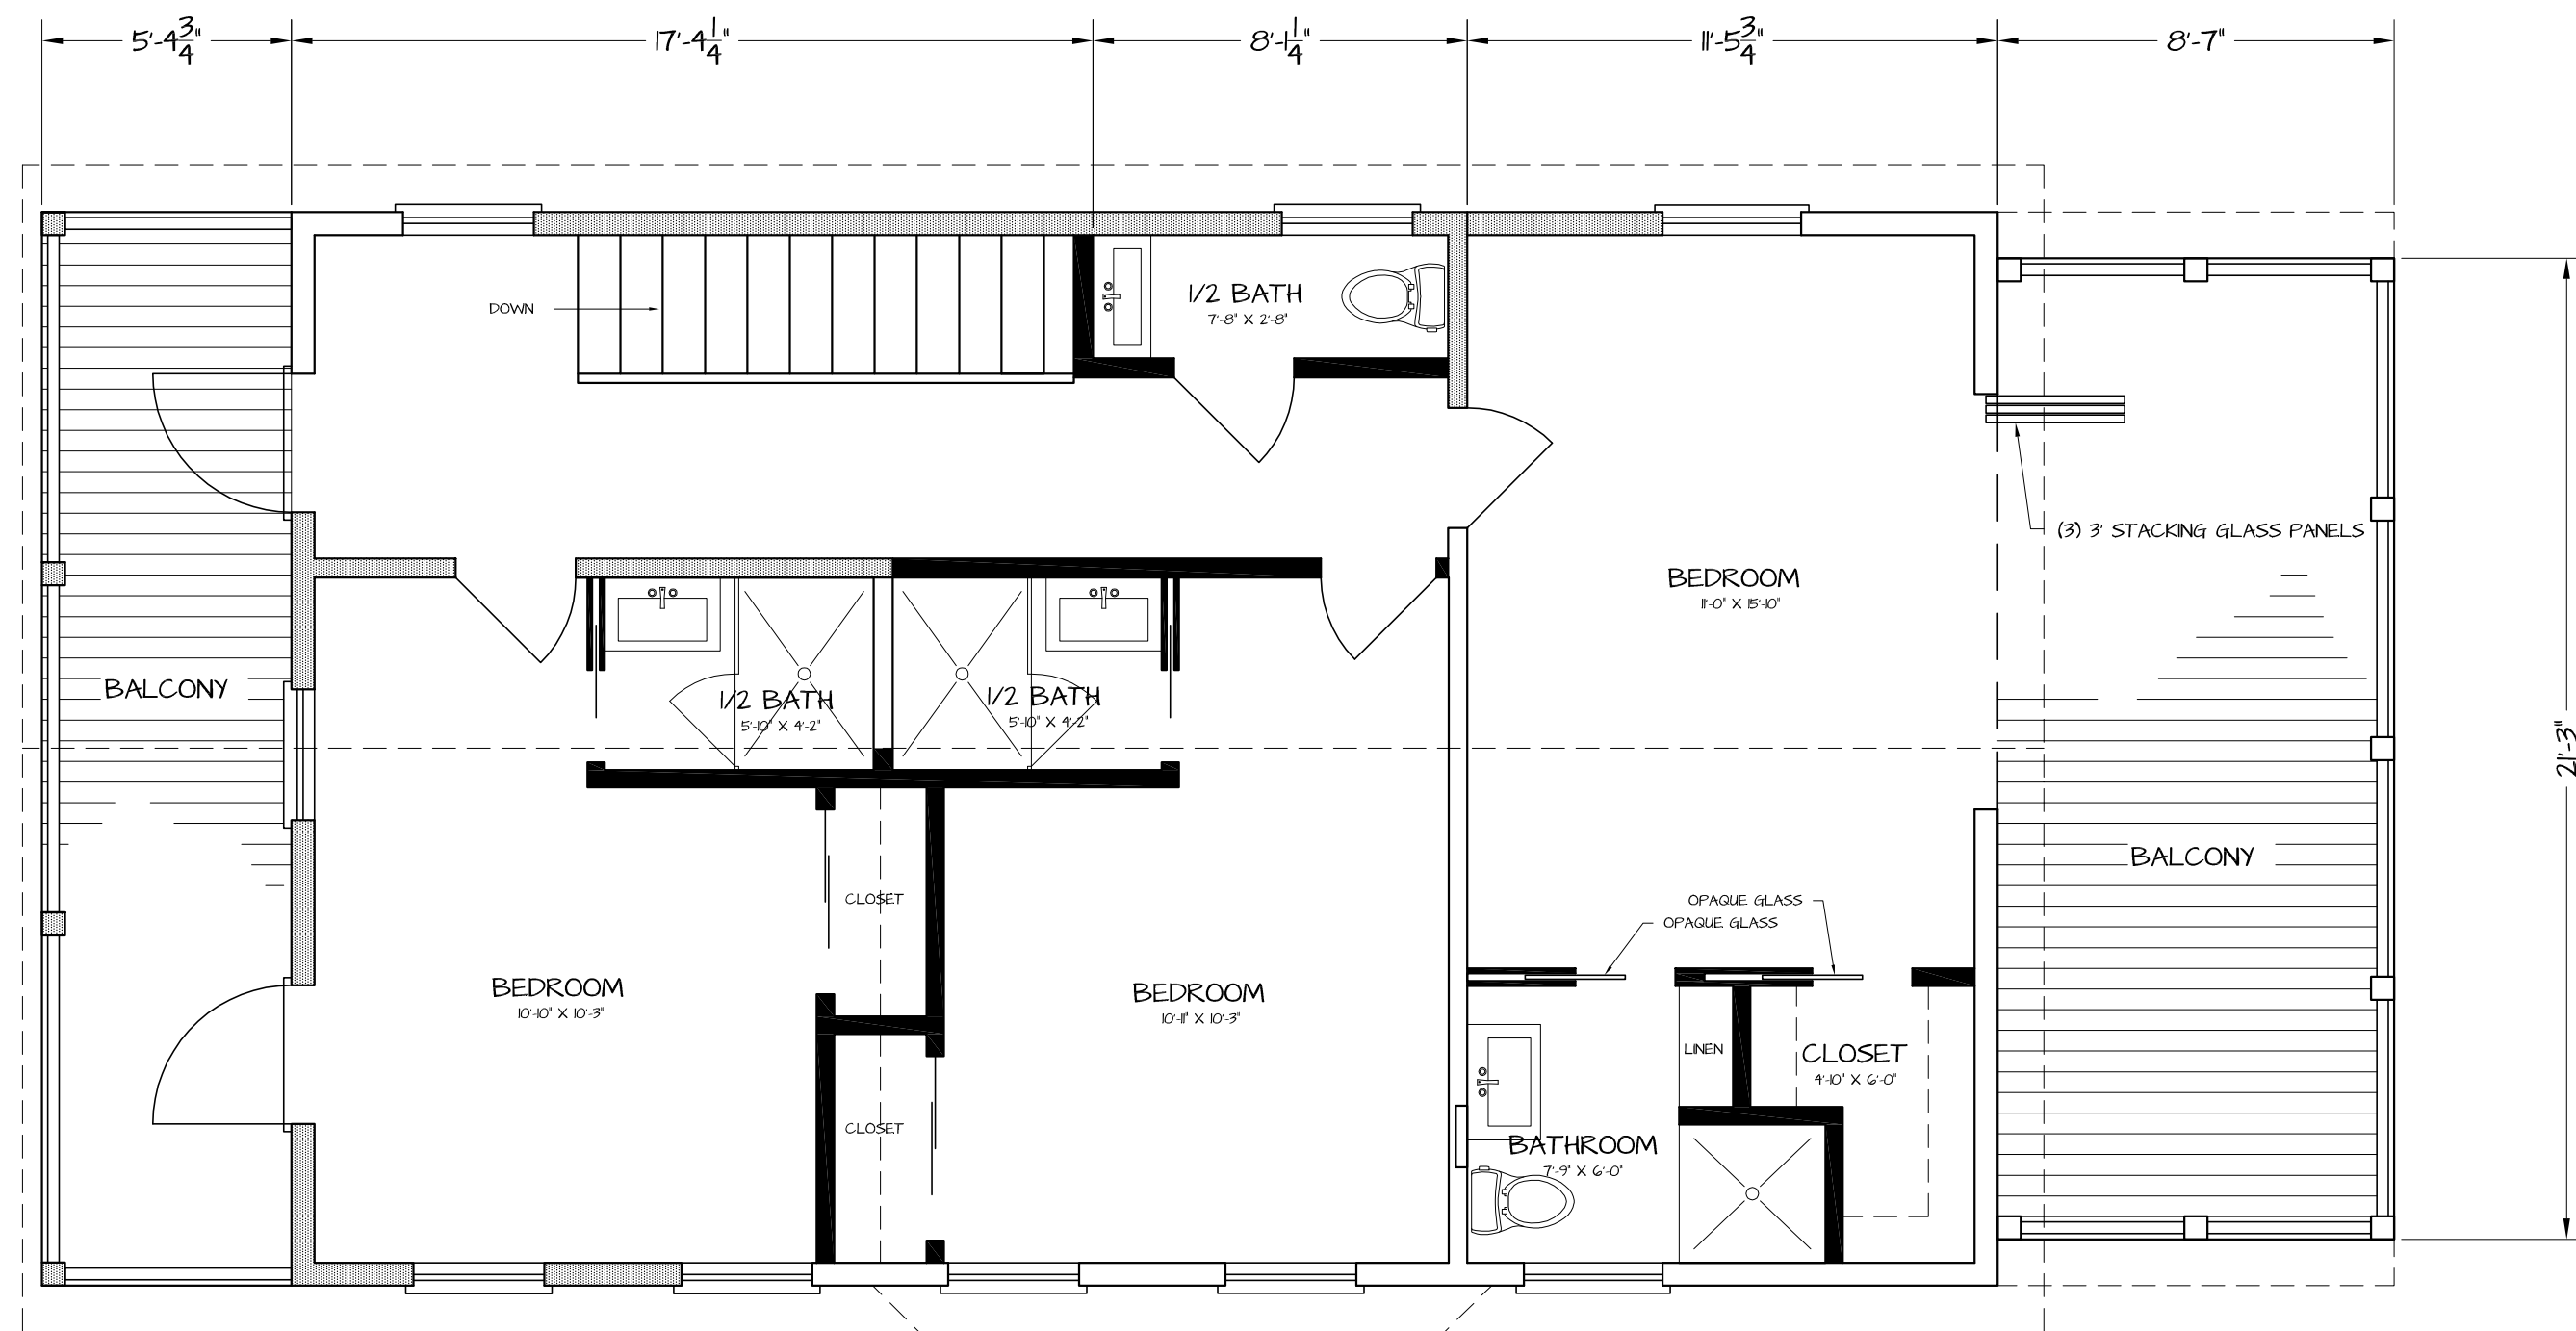 5'-4 3/4"
17'-4 1/4"
8'-1 1/4"
11'-5 3/4"
8'-7"
DOWN
1/2 BATH
7'-8" X 2'-8"
(3) 3' STACKING GLASS PANELS
BEDROOM
11'-0" X 15'-10"
BALCONY
1/2 BATH
5'-10" X 4'-2"
1/2 BATH
5'-10" X 4'-2"
21'-3"
BALCONY
CLOSET
OPAQUE GLASS
OPAQUE GLASS
BEDROOM
10'-10" X 10'-3"
BEDROOM
10'-11" X 10'-3"
LINEN
CLOSET
4'-10" X 6'-0"
CLOSET
BATHROOM
7'-9" X 6'-0"